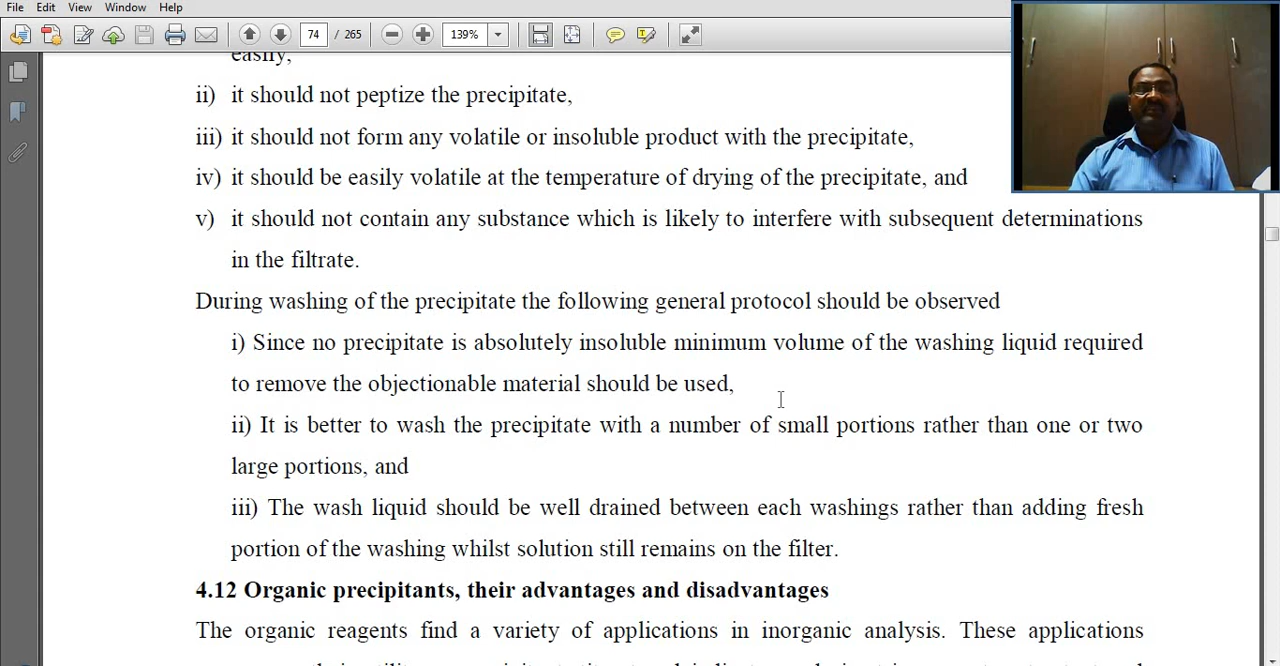 File Edit View Window Help
74 / 265 139%
easily,
ii) it should not peptize the precipitate,
iii) it should not form any volatile or insoluble product with the precipitate,
iv) it should be easily volatile at the temperature of drying of the precipitate, and
v) it should not contain any substance which is likely to interfere with subsequent determinations
in the filtrate.
During washing of the precipitate the following general protocol should be observed
i) Since no precipitate is absolutely insoluble minimum volume of the washing liquid required
to remove the objectionable material should be used,
ii) It is better to wash the precipitate with a number of small portions rather than one or two
large portions, and
iii) The wash liquid should be well drained between each washings rather than adding fresh
portion of the washing whilst solution still remains on the filter.
4.12 Organic precipitants, their advantages and disadvantages
The organic reagents find a variety of applications in inorganic analysis. These applications